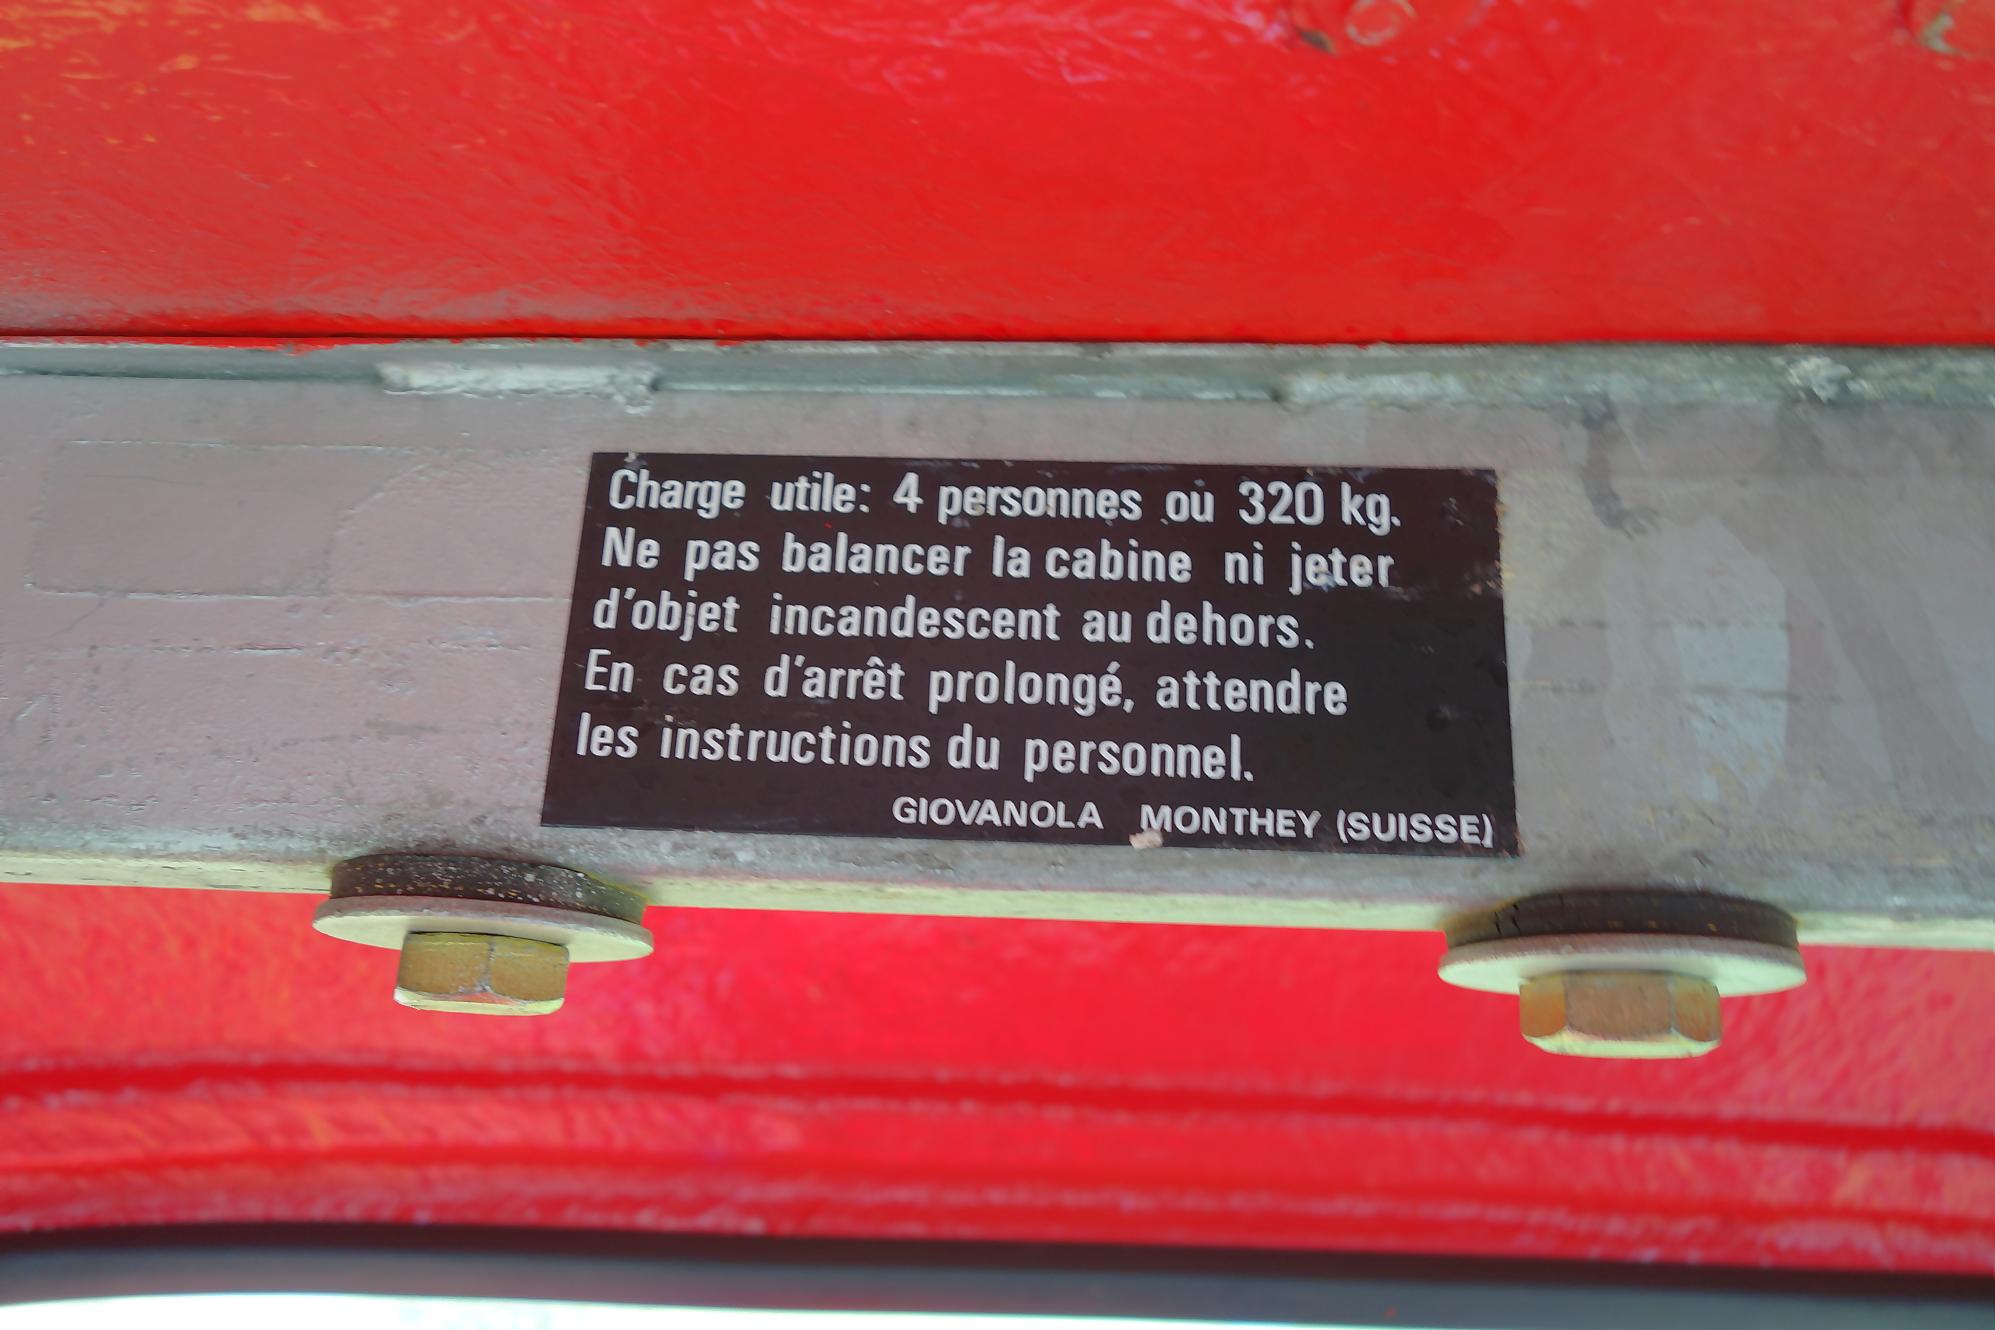 Charge utile: 4 personnes ou 320 kg.
Ne pas balancer la cabine ni jeter
d'objet incandescent au dehors.
En cas d'arrêt prolongé, attendre
les instructions du personnel.
GIOVANOLA MONTHEY (SUISSE)